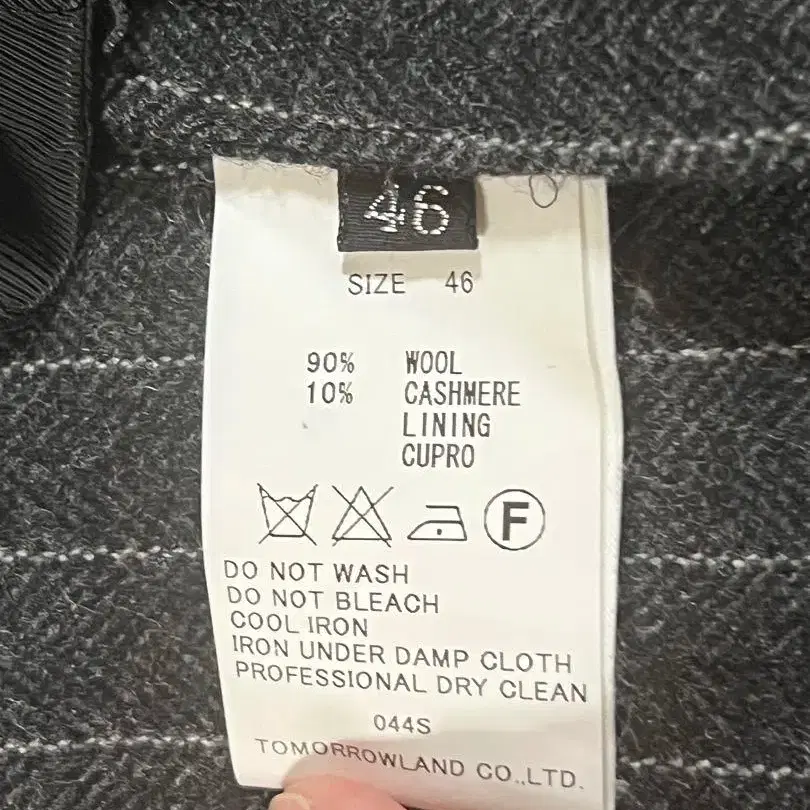 46
SIZE 46
90% WOOL
10% CASHMERE
LINING
CUPRO
F
DO NOT WASH
DO NOT BLEACH
COOL IRON
IRON UNDER DAMP CLOTH
PROFESSIONAL DRY CLEAN
044S
TOMORROWLAND CO.,LTD.